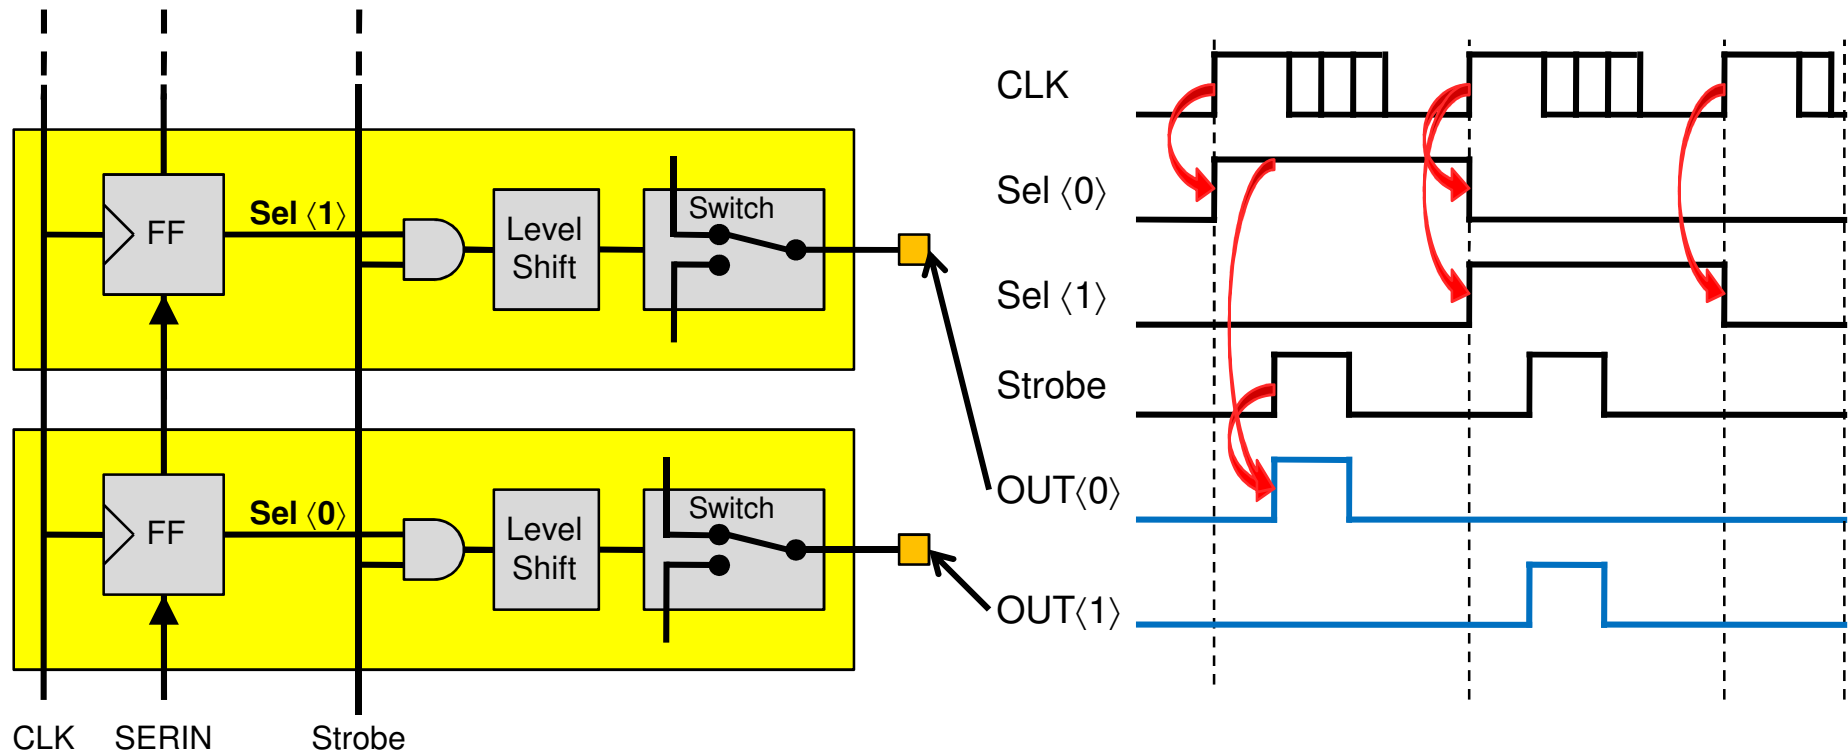 FF
Sel ⟨1⟩
Level
Shift
Switch
FF
Sel ⟨0⟩
Level
Shift
Switch
CLK
SERIN
Strobe
CLK
Sel ⟨0⟩
Sel ⟨1⟩
Strobe
OUT⟨0⟩
OUT⟨1⟩